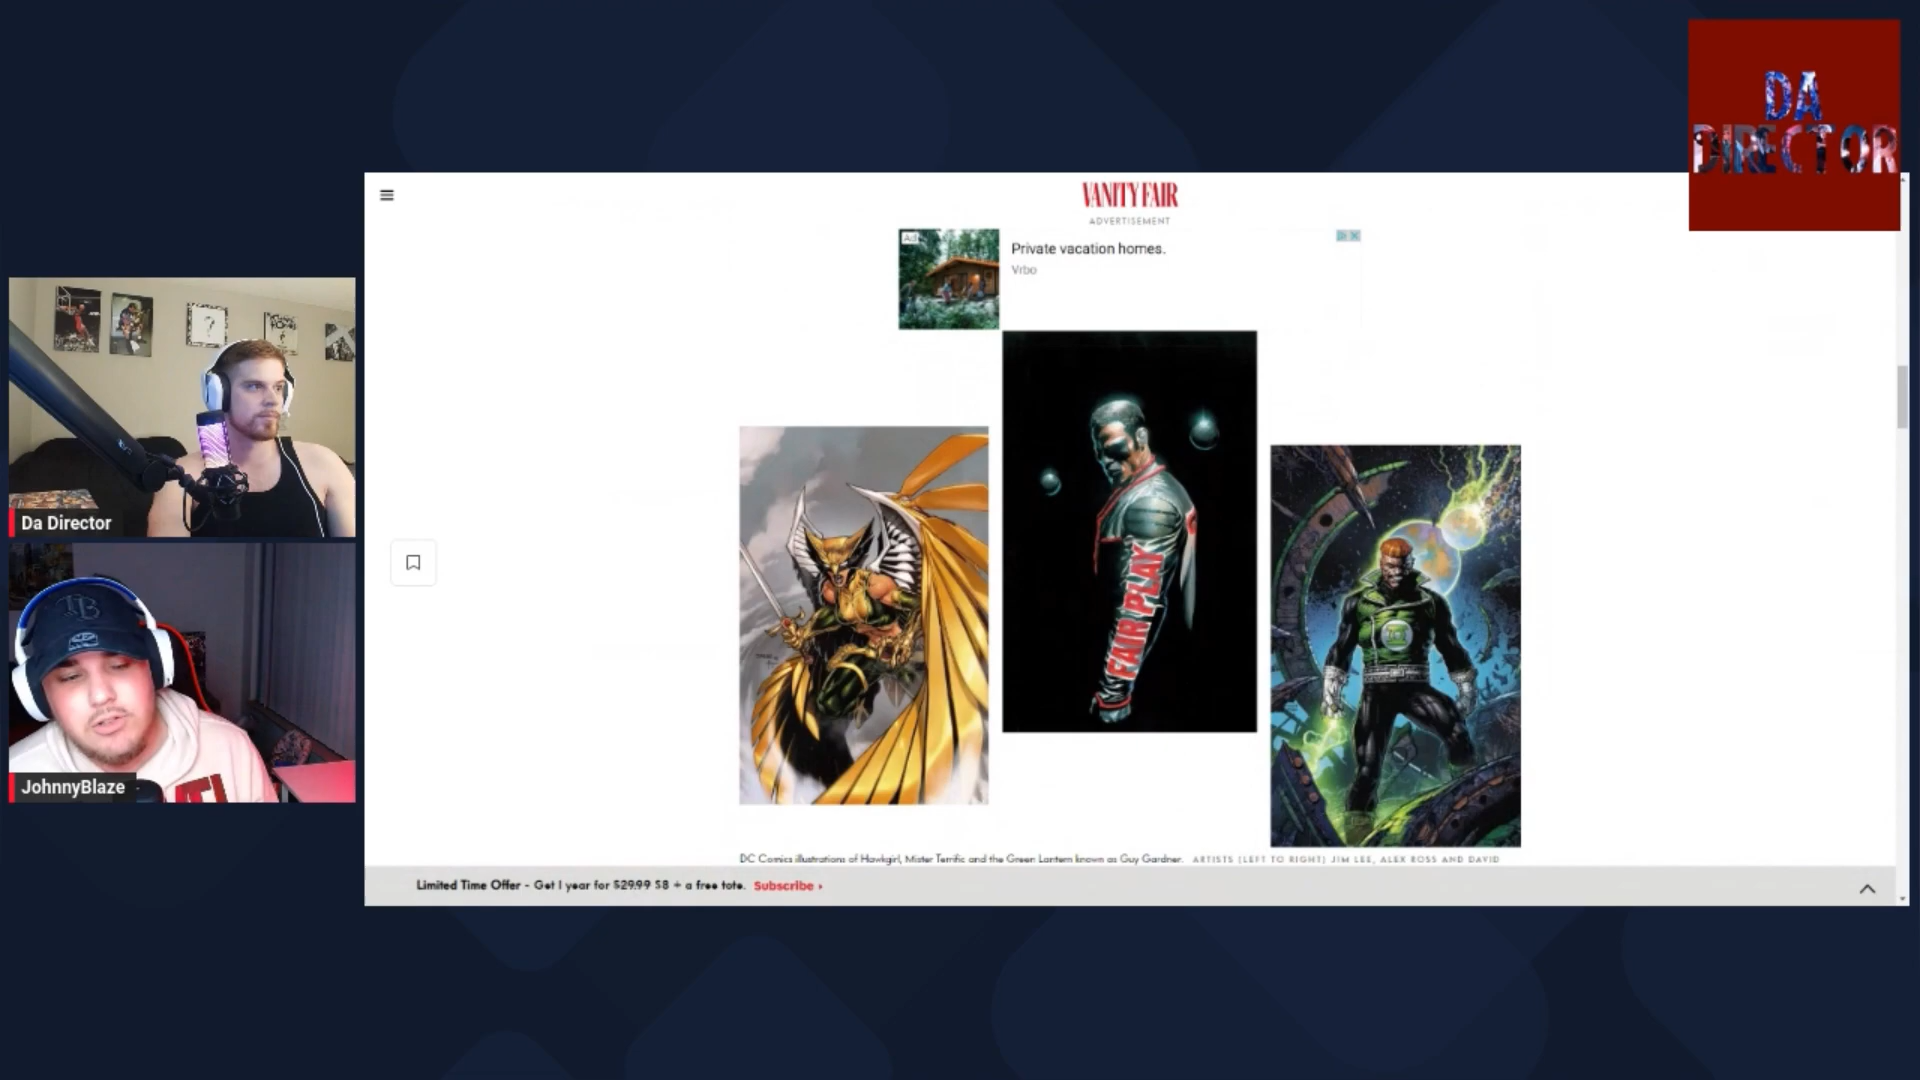 DA
DIRECTOR
VANITY FAIR
ADVERTISEMENT
Ad
Private vacation homes.
Vrbo
?
Da Director
TB
JohnnyBlaze
FAIR PLAY
DC Comics illustrations of Hawkgirl, Mister Terrific and the Green Lantern known as Guy Gardner. ARTISTS (LEFT TO RIGHT) JIM LEE, ALEX ROSS AND DAVID
Limited Time Offer - Get 1 year for $29.99 $8 + a free tote. Subscribe ›